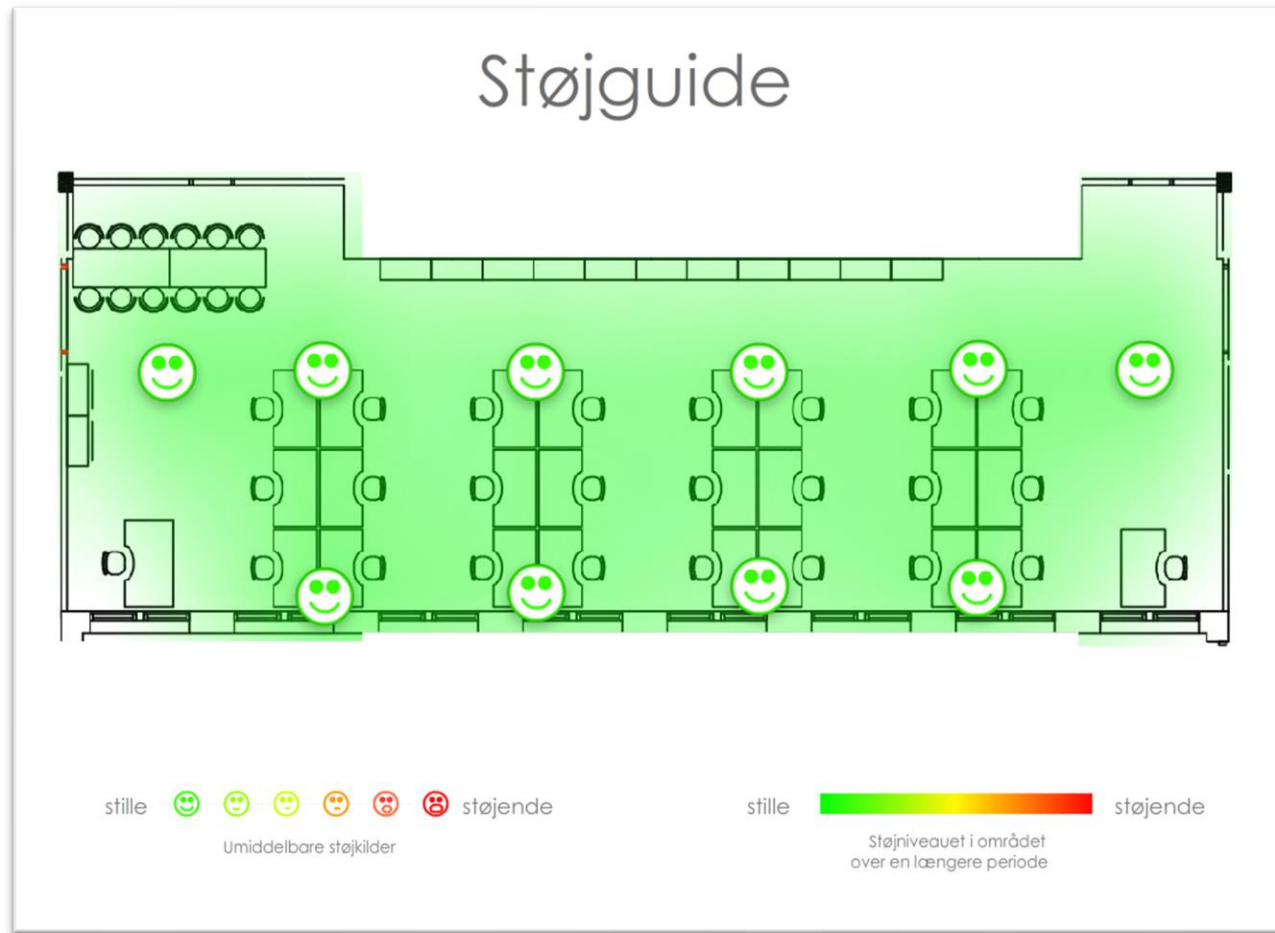 Støjguide
stille
støjende
Umiddelbare støjkilder
stille
støjende
Støjniveauet i området
over en længere periode